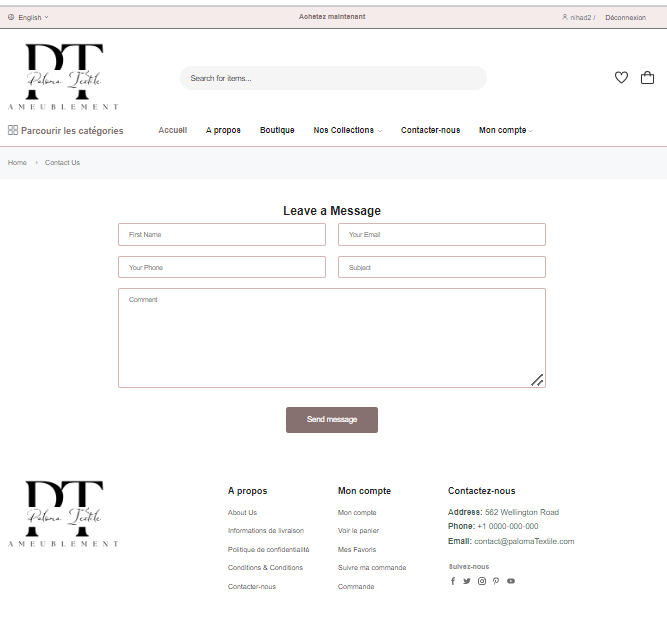 English
Achetez maintenant
nihad2 /
Déconnexion
PT
Paloma Textile
AMEUBLEMENT
Search for items...
Parcourir les catégories
Accueil
A propos
Boutique
Nos Collections
Contacter-nous
Mon compte
Home
Contact Us
Leave a Message
First Name
Your Email
Your Phone
Subject
Comment
Send message
PT
Paloma Textile
AMEUBLEMENT
A propos
About Us
Informations de livraison
Politique de confidentialité
Conditions & Conditions
Contacter-nous
Mon compte
Mon compte
Voir le panier
Mes Favoris
Suivre ma commande
Commande
Contactez-nous
Address: 562 Wellington Road
Phone: +1 0000-000-000
Email: contact@palomaTextile.com
Suivez-nous